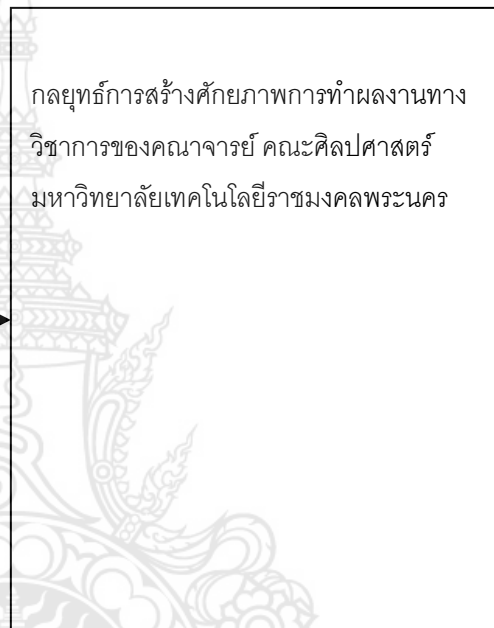 กลยุทธ์การสร้างศักยภาพการทำผลงานทาง
วิชาการของคณาจารย์ คณะศิลปศาสตร์
มหาวิทยาลัยเทคโนโลยีราชมงคลพระนคร